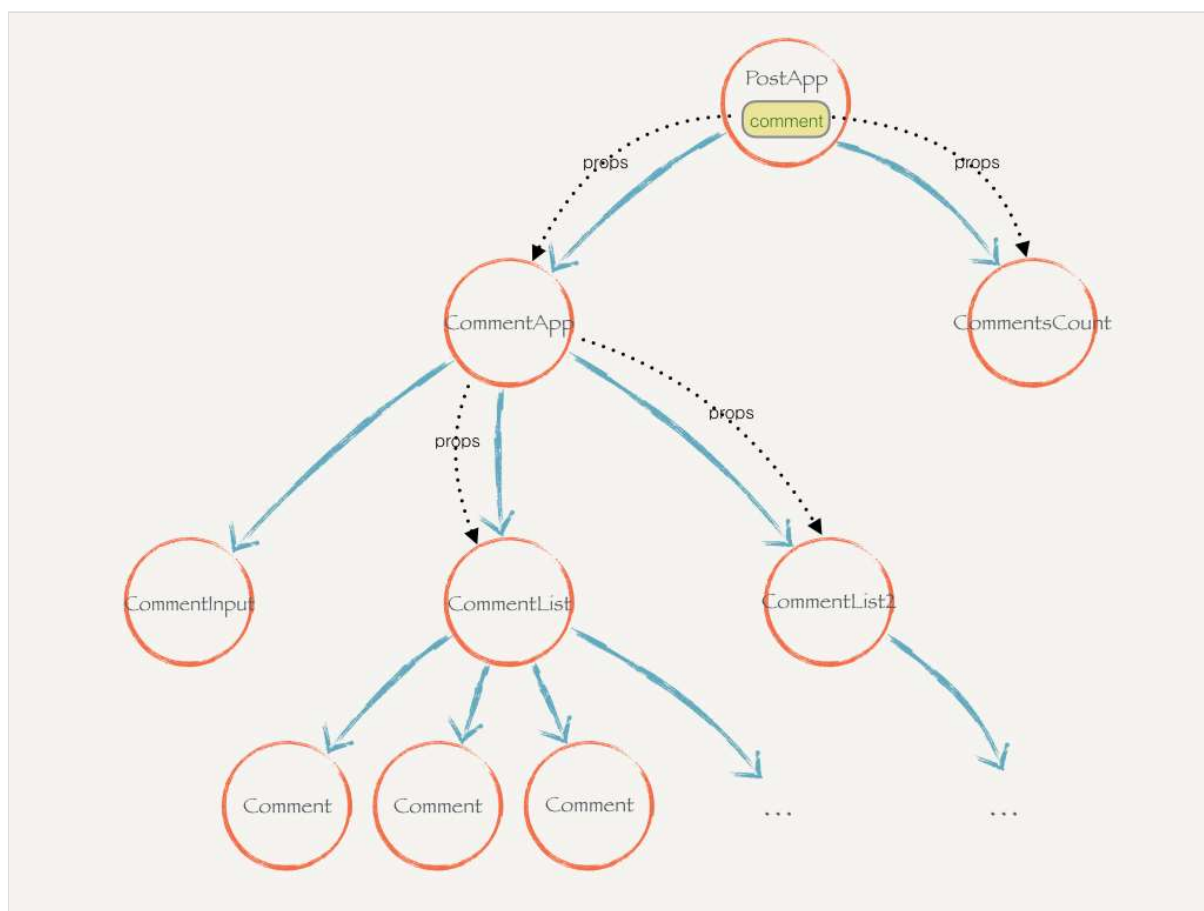 PostApp
comment
props
props
CommentApp
CommentsCount
props
props
CommentInput
CommentList
CommentList2
Comment
Comment
Comment
...
...